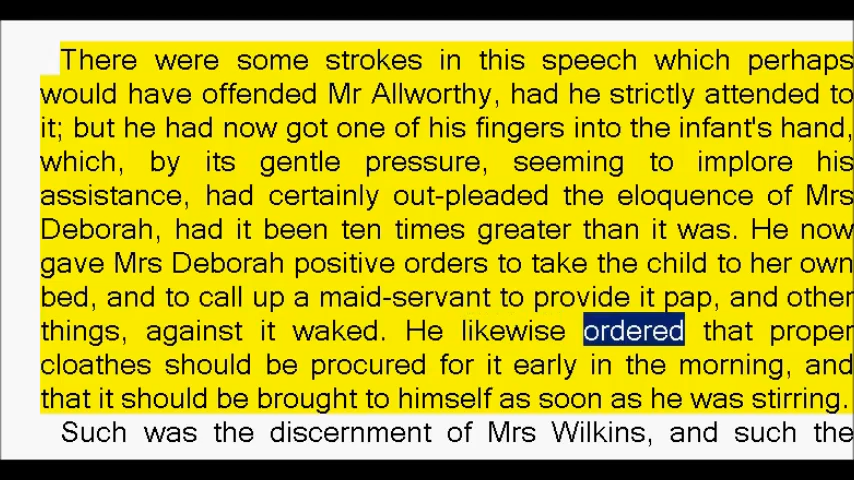 There were some strokes in this speech which perhaps
would have offended Mr Allworthy, had he strictly attended to
it; but he had now got one of his fingers into the infant's hand,
which, by its gentle pressure, seeming to implore his
assistance, had certainly out-pleaded the eloquence of Mrs
Deborah, had it been ten times greater than it was. He now
gave Mrs Deborah positive orders to take the child to her own
bed, and to call up a maid-servant to provide it pap, and other
things, against it waked. He likewise ordered that proper
cloathes should be procured for it early in the morning, and
that it should be brought to himself as soon as he was stirring.
Such was the discernment of Mrs Wilkins, and such the